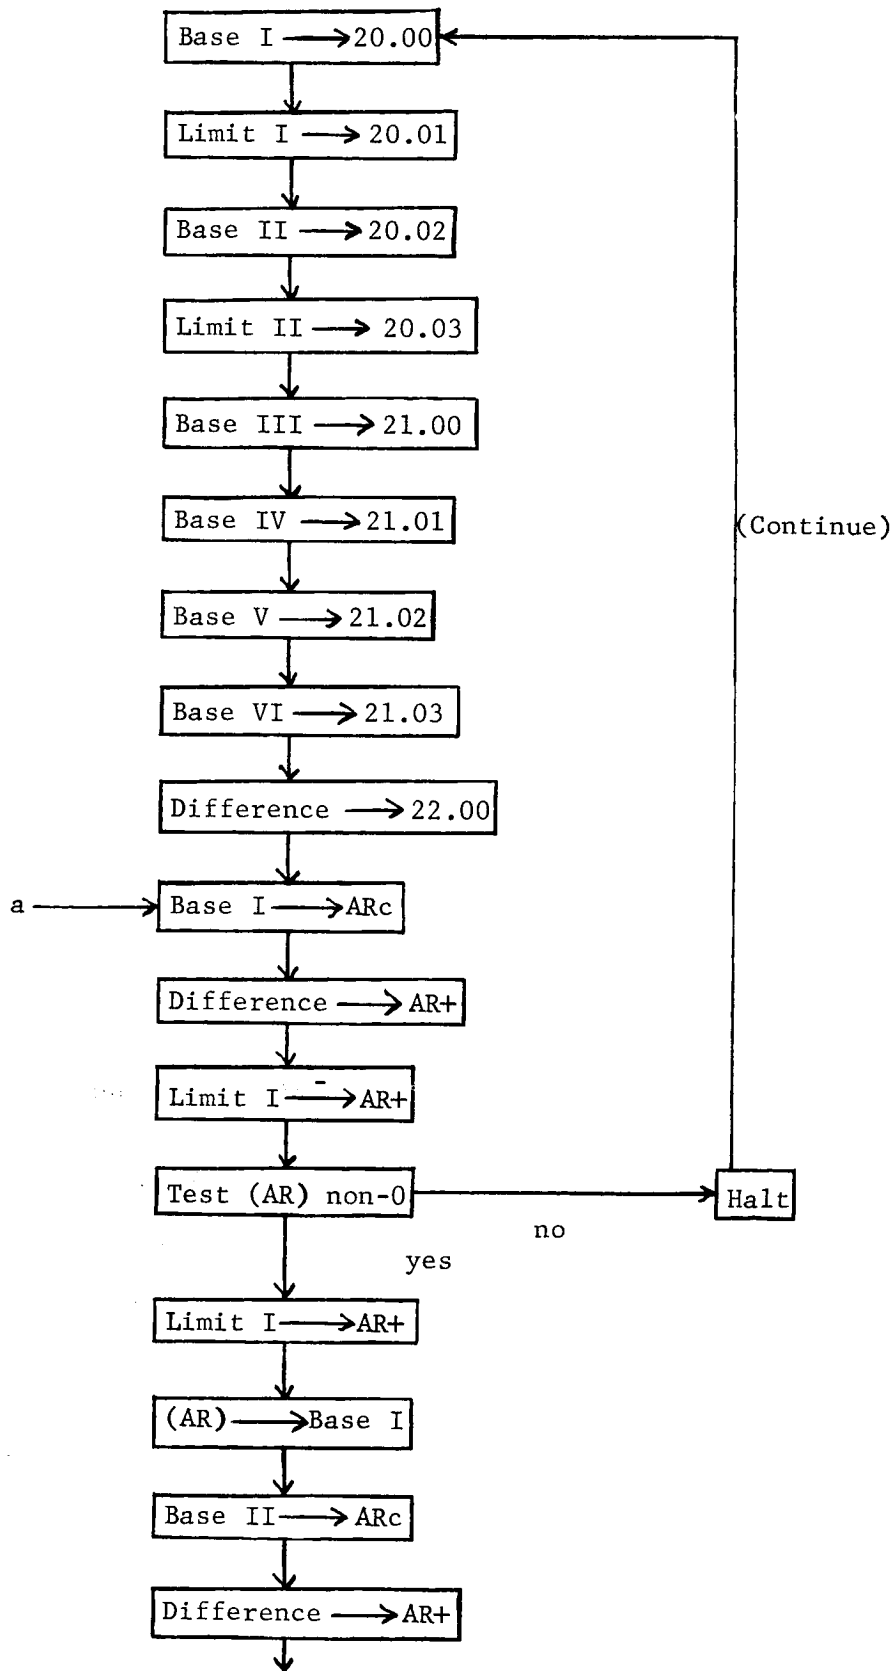 Base I → 20.00
Limit I → 20.01
Base II → 20.02
Limit II → 20.03
Base III → 21.00
Base IV → 21.01
(Continue)
Base V → 21.02
Base VI → 21.03
Difference → 22.00
a → Base I → ARc
Difference → AR+
Limit I -→ AR+
Test (AR) non-0
Halt
no
yes
Limit I → AR+
(AR) → Base I
Base II → ARc
Difference → AR+